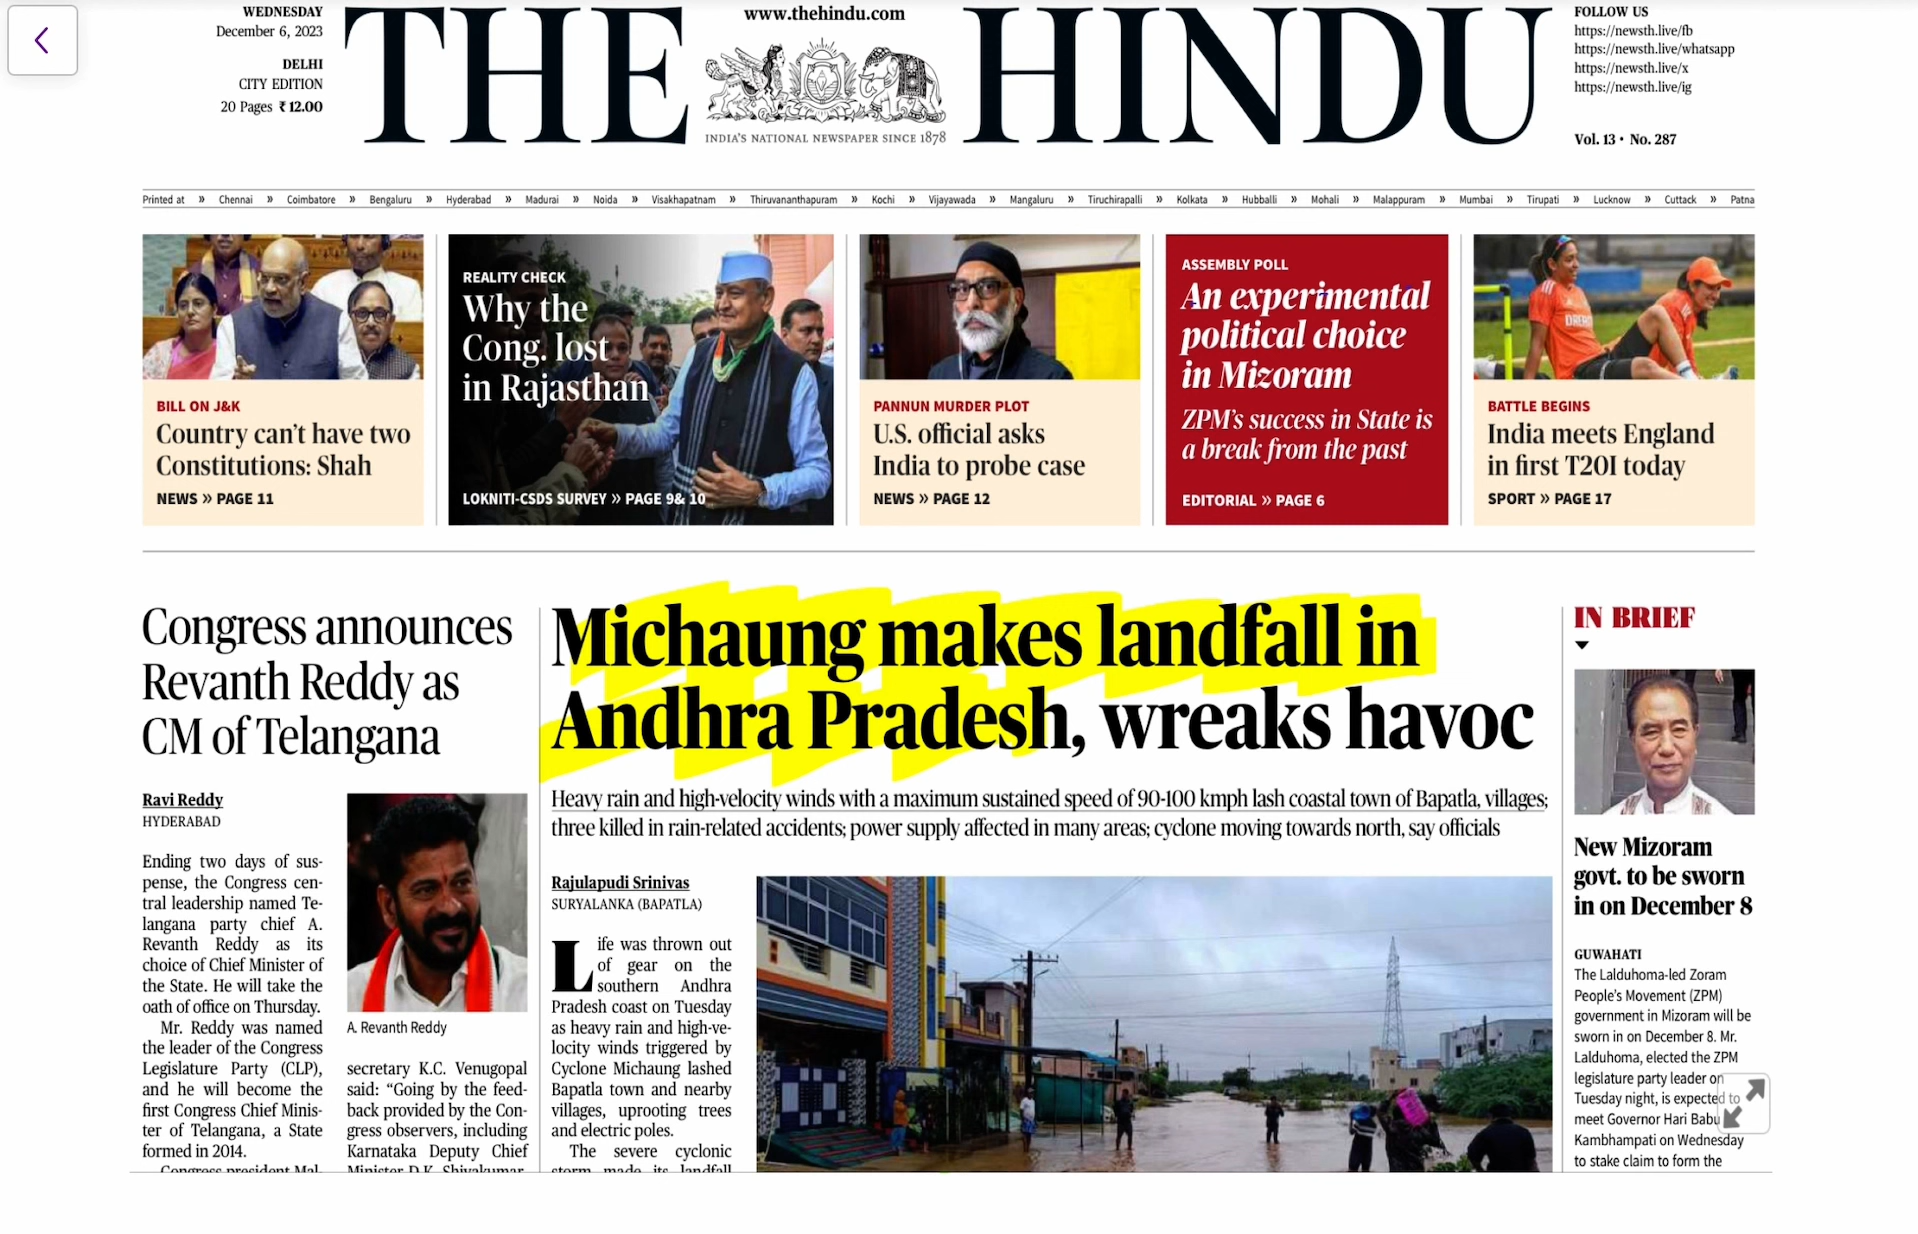 WEDNESDAY
December 6, 2023
DELHI
CITY EDITION
20 Pages ₹ 12.00
THE HINDU
www.thehindu.com
INDIA'S NATIONAL NEWSPAPER SINCE 1878
FOLLOW US
https://newsth.live/fb
https://newsth.live/whatsapp
https://newsth.live/x
https://newsth.live/ig
Vol. 13 • No. 287
Printed at » Chennai » Coimbatore » Bengaluru » Hyderabad » Madurai » Noida » Visakhapatnam » Thiruvananthapuram » Kochi » Vijayawada » Mangaluru » Tiruchirapalli » Kolkata » Hubballi » Mohali » Malappuram » Mumbai » Tirupati » Lucknow » Cuttack » Patna
BILL ON J&K
Country can't have two
Constitutions: Shah
NEWS » PAGE 11
REALITY CHECK
Why the
Cong. lost
in Rajasthan
LOKNITI-CSDS SURVEY » PAGE 9& 10
PANNUN MURDER PLOT
U.S. official asks
India to probe case
NEWS » PAGE 12
ASSEMBLY POLL
An experimental
political choice
in Mizoram
ZPM's success in State is
a break from the past
EDITORIAL » PAGE 6
BATTLE BEGINS
India meets England
in first T20I today
SPORT » PAGE 17
Congress announces
Revanth Reddy as
CM of Telangana
Ravi Reddy
HYDERABAD
Ending two days of sus-
pense, the Congress cen-
tral leadership named Te-
langana party chief A.
Revanth Reddy as its
choice of Chief Minister of
the State. He will take the
oath of office on Thursday.
Mr. Reddy was named
the leader of the Congress
Legislature Party (CLP),
and he will become the
first Congress Chief Minis-
ter of Telangana, a State
formed in 2014.
Congress president Mal-
A. Revanth Reddy
secretary K.C. Venugopal
said: “Going by the feed-
back provided by the Con-
gress observers, including
Karnataka Deputy Chief
Minister D.K. Shivakumar,
Michaung makes landfall in
Andhra Pradesh, wreaks havoc
Heavy rain and high-velocity winds with a maximum sustained speed of 90-100 kmph lash coastal town of Bapatla, villages;
three killed in rain-related accidents; power supply affected in many areas; cyclone moving towards north, say officials
Rajulapudi Srinivas
SURYALANKA (BAPATLA)
Life was thrown out
of gear on the
southern Andhra
Pradesh coast on Tuesday
as heavy rain and high-ve-
locity winds triggered by
Cyclone Michaung lashed
Bapatla town and nearby
villages, uprooting trees
and electric poles.
The severe cyclonic
storm made its landfall
IN BRIEF
New Mizoram
govt. to be sworn
in on December 8
GUWAHATI
The Lalduhoma-led Zoram
People's Movement (ZPM)
government in Mizoram will be
sworn in on December 8. Mr.
Lalduhoma, elected the ZPM
legislature party leader on
Tuesday night, is expected to
meet Governor Hari Babu
Kambhampati on Wednesday
to stake claim to form the